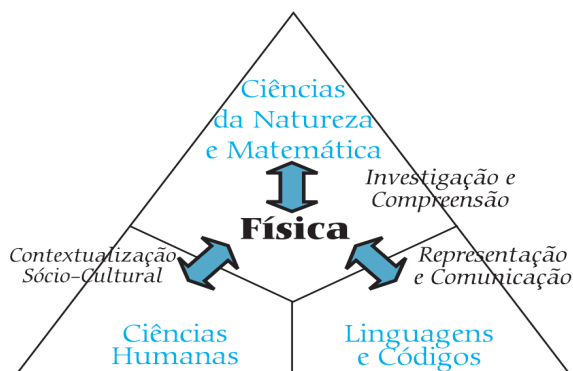 Ciências
da Natureza
e Matemática
Investigação e
Compreensão
Física
Contextualização
Sócio-Cultural
Representação
e Comunicação
Ciências
Humanas
Linguagens
e Códigos